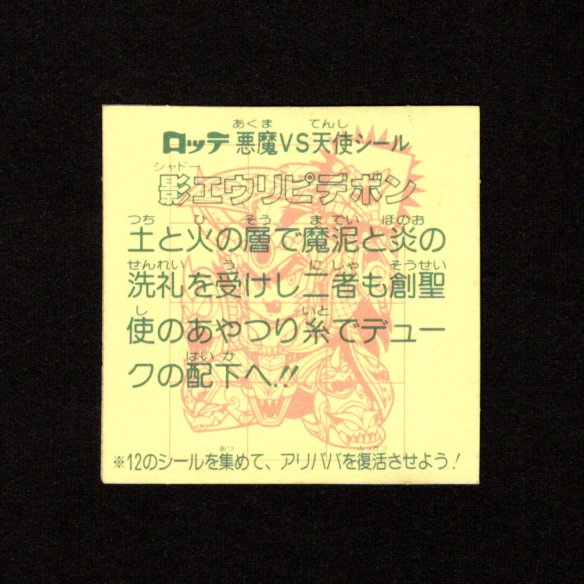 ロッテ 悪魔VS天使シール
影エウリピデポン
土と火の層で魔泥と炎の
洗礼を受けし二者も創聖
使のあやつり糸でデュー
クの配下へ!!
※12のシールを集めて、アリババを復活させよう!